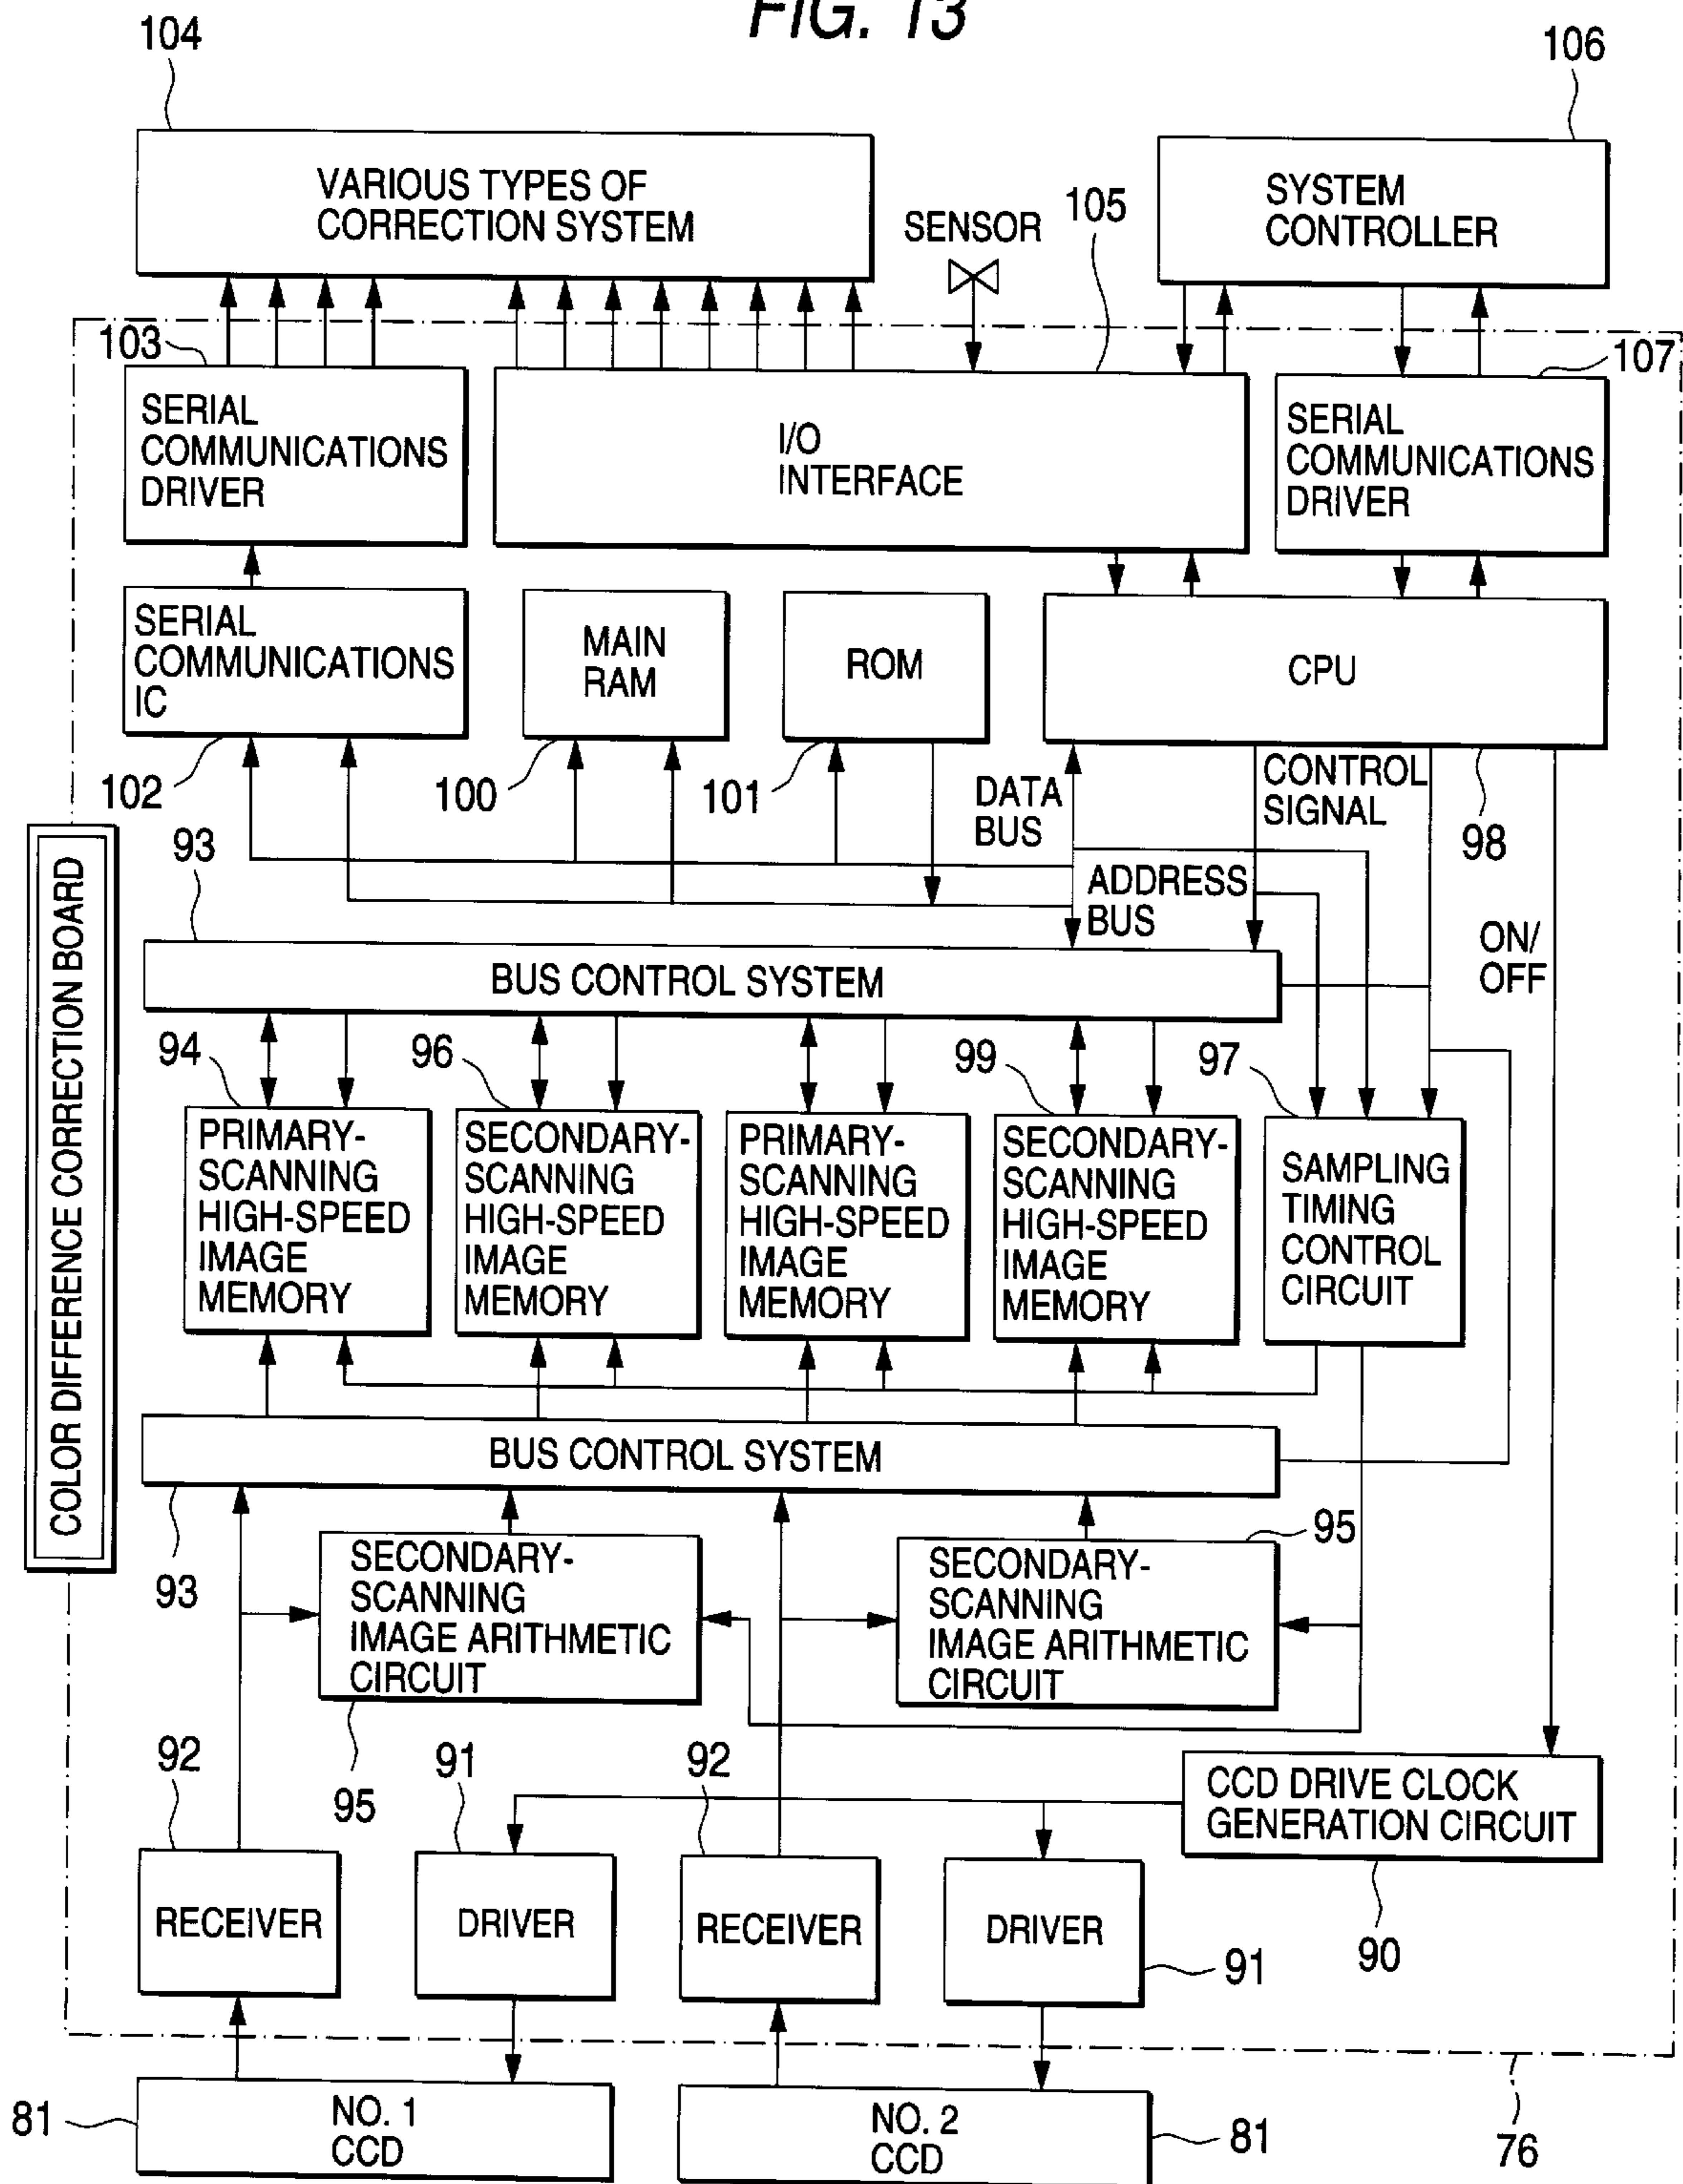 FIG. 13
104
106
VARIOUS TYPES OF
CORRECTION SYSTEM
SENSOR
105
SYSTEM
CONTROLLER
103
107
SERIAL
COMMUNICATIONS
DRIVER
I/O
INTERFACE
SERIAL
COMMUNICATIONS
DRIVER
SERIAL
COMMUNICATIONS
IC
MAIN
RAM
ROM
CPU
102
100
101
DATA
BUS
CONTROL
SIGNAL
98
93
ADDRESS
BUS
ON/
OFF
COLOR DIFFERENCE CORRECTION BOARD
BUS CONTROL SYSTEM
94
96
99
97
PRIMARY-
SCANNING
HIGH-SPEED
IMAGE
MEMORY
SECONDARY-
SCANNING
HIGH-SPEED
IMAGE
MEMORY
PRIMARY-
SCANNING
HIGH-SPEED
IMAGE
MEMORY
SECONDARY-
SCANNING
HIGH-SPEED
IMAGE
MEMORY
SAMPLING
TIMING
CONTROL
CIRCUIT
BUS CONTROL SYSTEM
93
SECONDARY-
SCANNING
IMAGE ARITHMETIC
CIRCUIT
95
SECONDARY-
SCANNING
IMAGE ARITHMETIC
CIRCUIT
95
92
91
92
CCD DRIVE CLOCK
GENERATION CIRCUIT
RECEIVER
DRIVER
RECEIVER
DRIVER
90
91
81
NO. 1
CCD
NO. 2
CCD
81
76